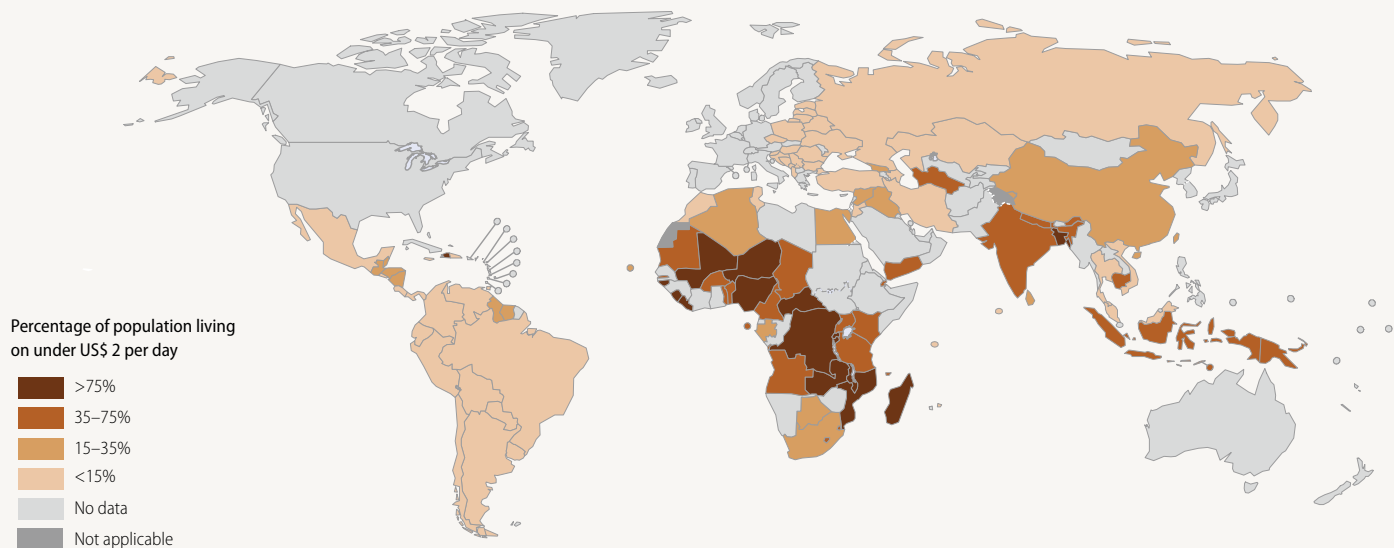 Percentage of population living
on under US$ 2 per day
>75%
35–75%
15–35%
<15%
No data
Not applicable